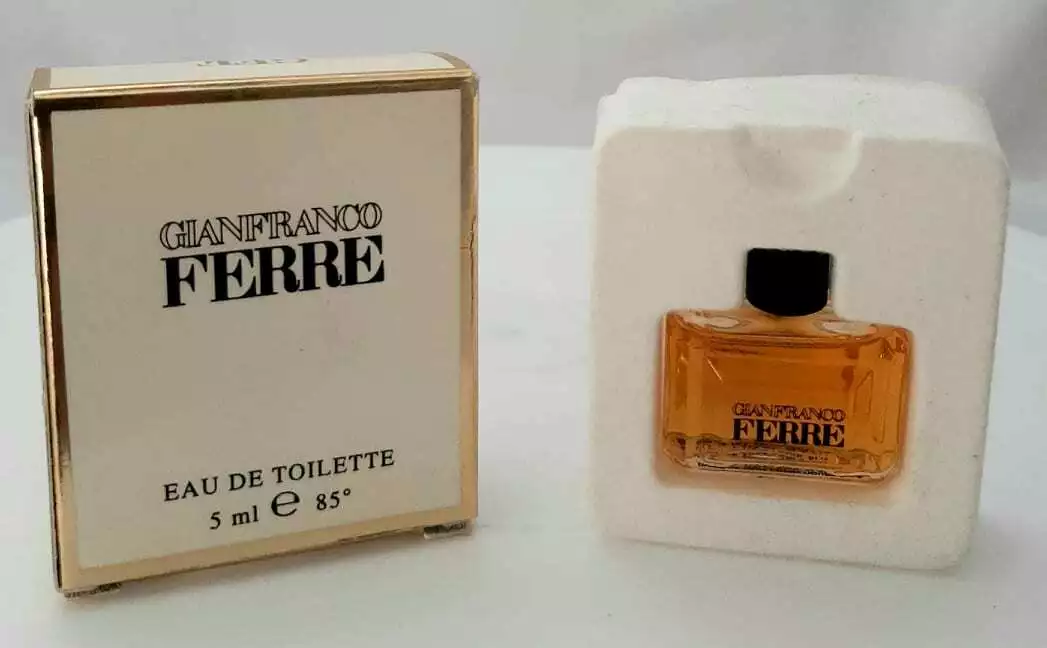 GIANFRANCO
FERRE
EAU DE TOILETTE
5 ml e 85°
GIANFRANCO
FERRE